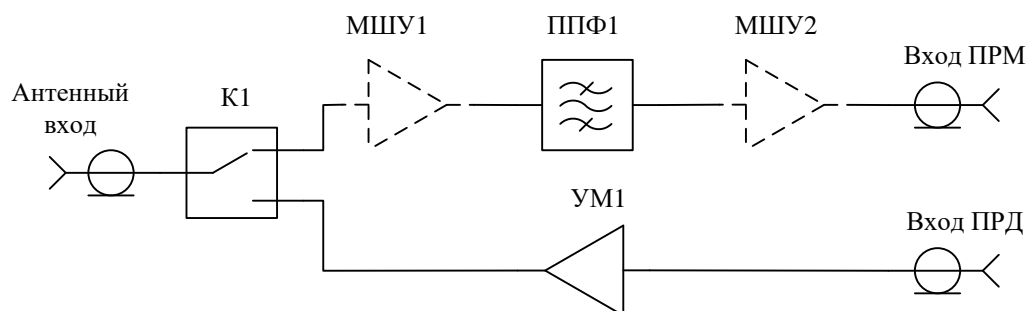 МШУ1
ППФ1
МШУ2
Вход ПРМ
Антенный
вход
К1
УМ1
Вход ПРД